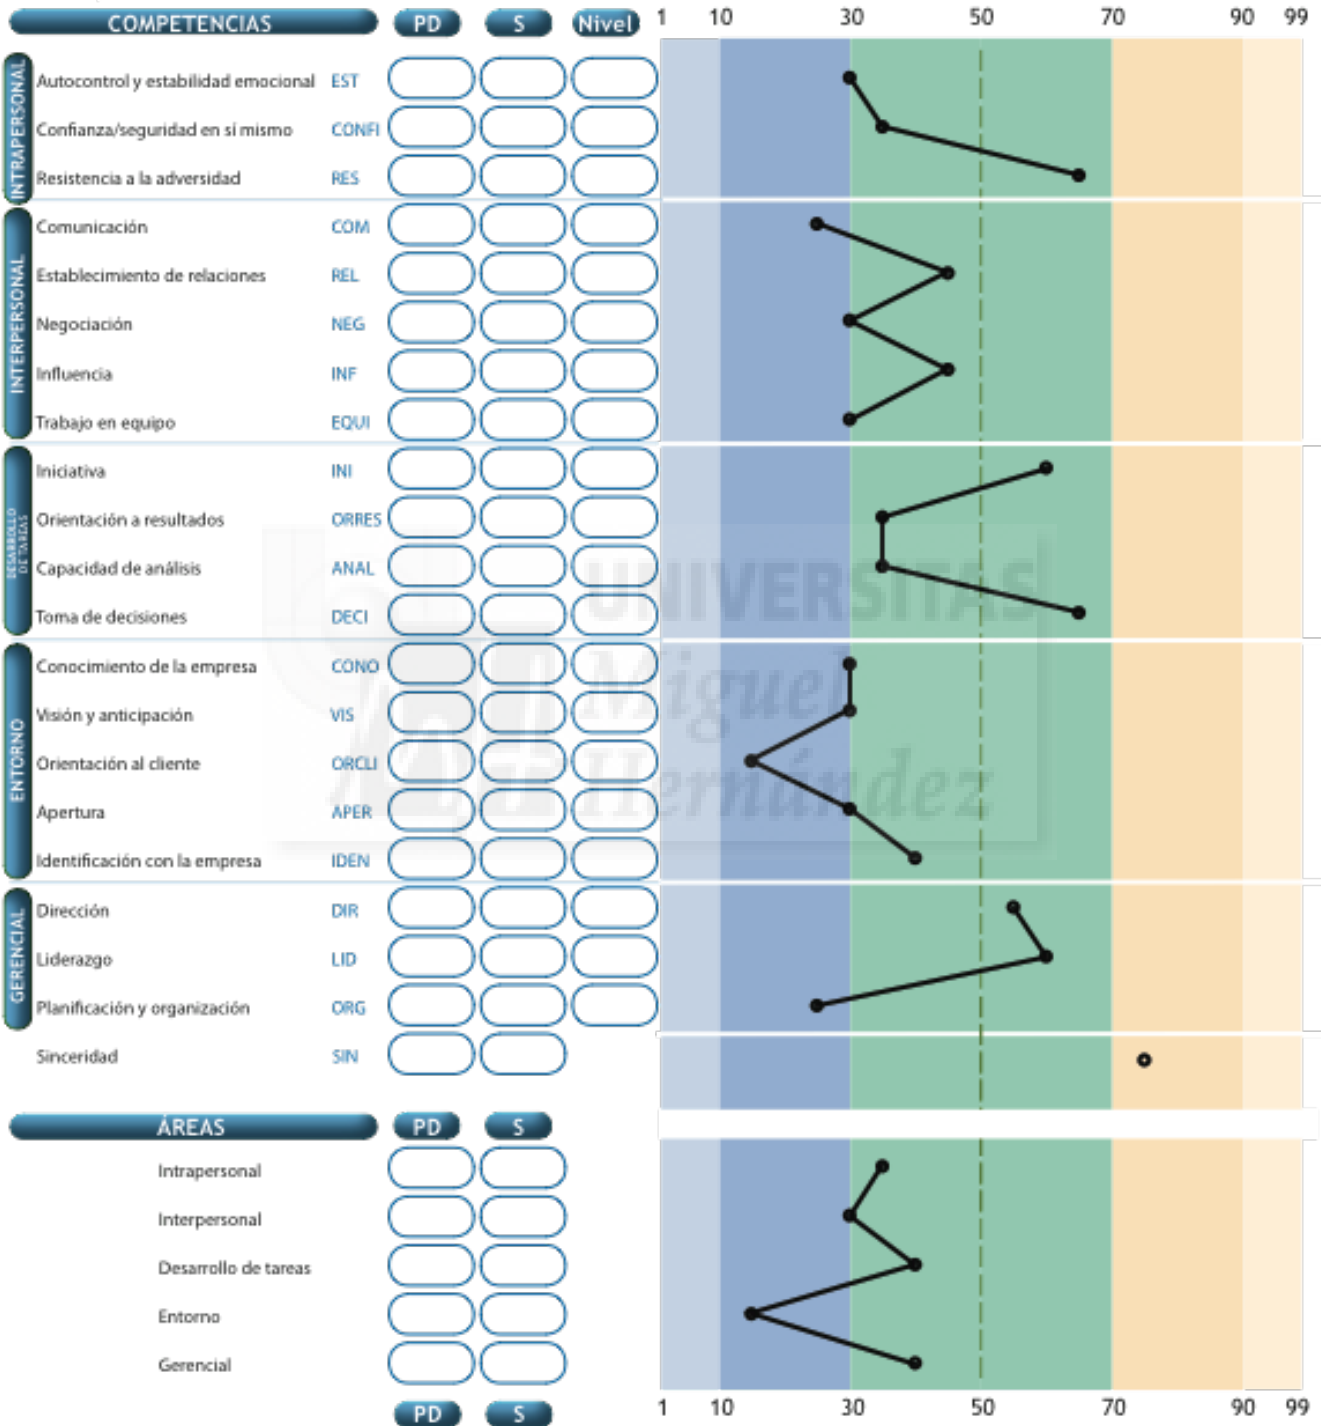 COMPETENCIAS PD S Nivel 1 10 30 50 70 90 99
INTRAPERSONAL
Autocontrol y estabilidad emocional EST
Confianza/seguridad en sí mismo CONFI
Resistencia a la adversidad RES
INTERPERSONAL
Comunicación COM
Establecimiento de relaciones REL
Negociación NEG
Influencia INF
Trabajo en equipo EQUI
DESARROLLO
DE TAREAS
Iniciativa INI
Orientación a resultados ORRES
Capacidad de análisis ANAL
Toma de decisiones DECI
UNIVERSITAS
Miguel
Hernández
ENTORNO
Conocimiento de la empresa CONO
Visión y anticipación VIS
Orientación al cliente ORCLI
Apertura APER
Identificación con la empresa IDEN
GERENCIAL
Dirección DIR
Liderazgo LID
Planificación y organización ORG
Sinceridad SIN
ÁREAS PD S
Intrapersonal
Interpersonal
Desarrollo de tareas
Entorno
Gerencial
PD S 1 10 30 50 70 90 99